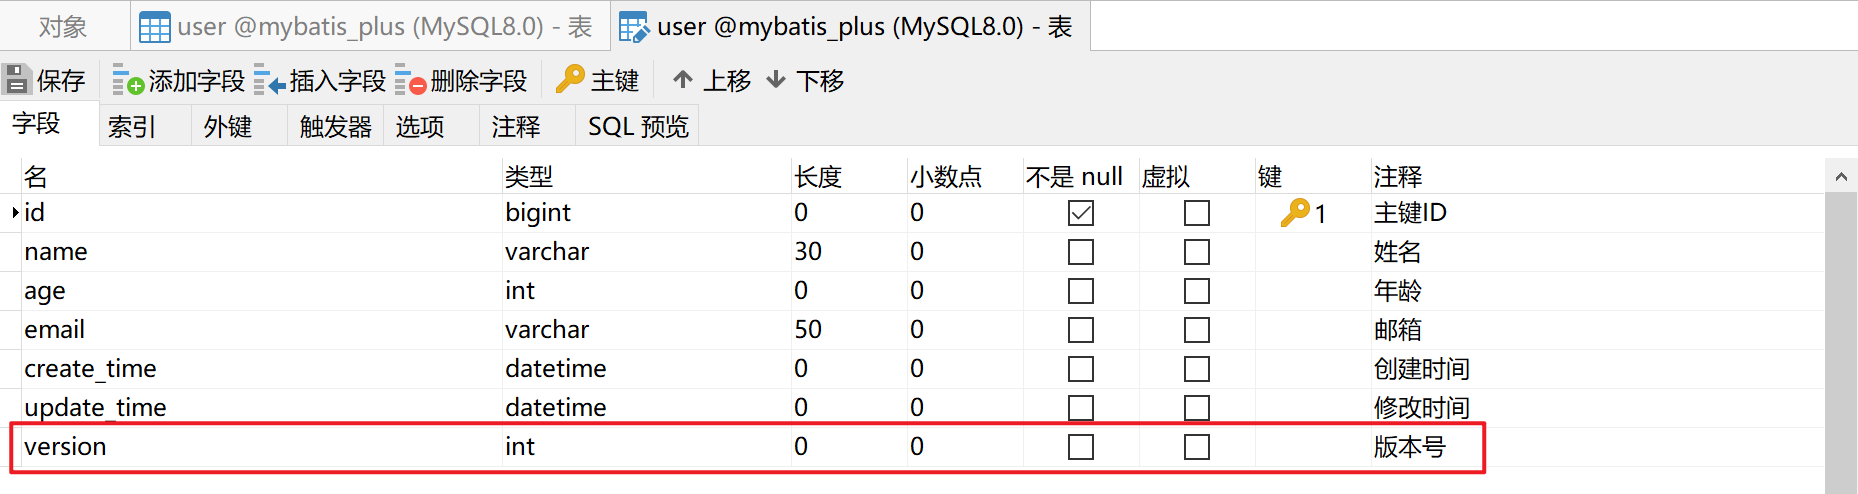 对象 user @mybatis_plus (MySQL8.0) - 表 user @mybatis_plus (MySQL8.0) - 表
保存 添加字段 插入字段 删除字段 主键 上移 下移
字段 索引 外键 触发器 选项 注释 SQL 预览
名 类型 长度 小数点 不是 null 虚拟 键 注释
id bigint 0 0 1 主键ID
name varchar 30 0 姓名
age int 0 0 年龄
email varchar 50 0 邮箱
create_time datetime 0 0 创建时间
update_time datetime 0 0 修改时间
version int 0 0 版本号